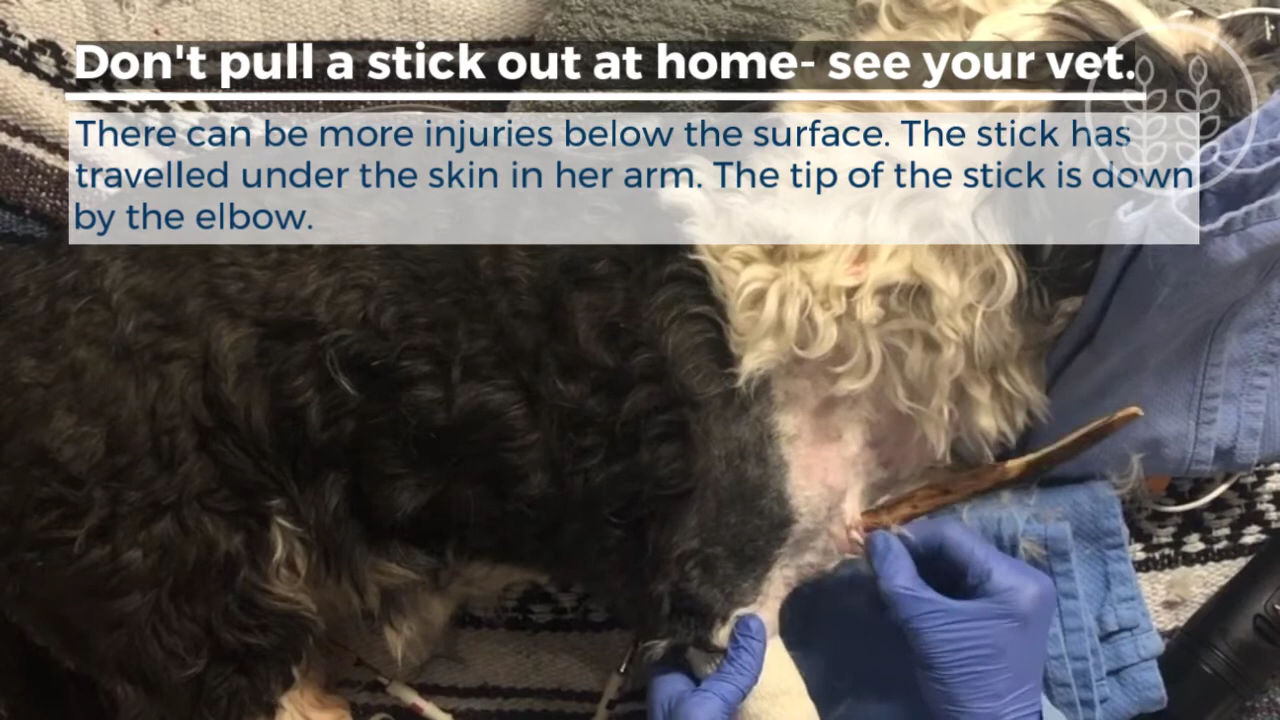 Don't pull a stick out at home- see your vet.
There can be more injuries below the surface. The stick has
travelled under the skin in her arm. The tip of the stick is down
by the elbow.